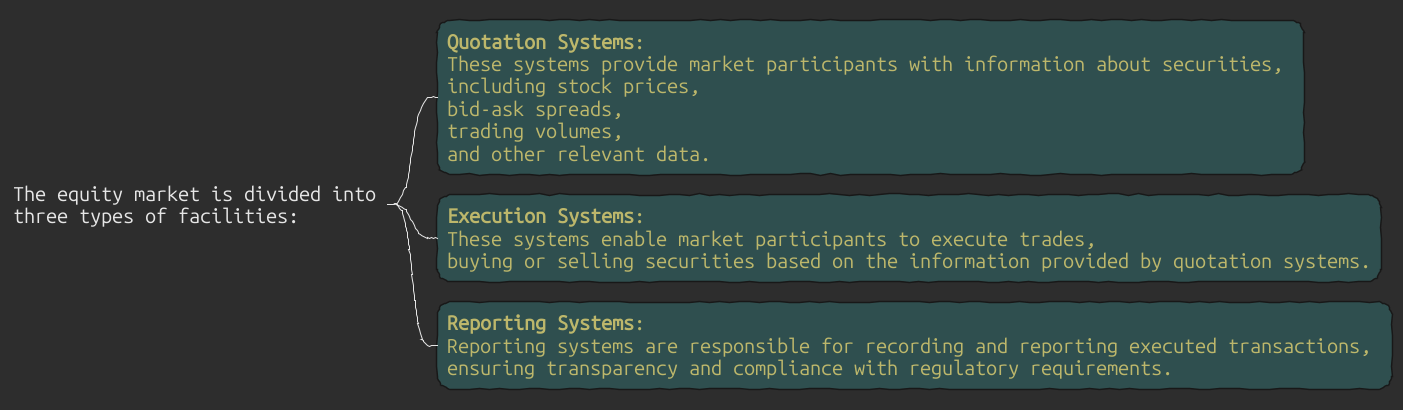 The equity market is divided into
three types of facilities:
Quotation Systems:
These systems provide market participants with information about securities,
including stock prices,
bid-ask spreads,
trading volumes,
and other relevant data.
Execution Systems:
These systems enable market participants to execute trades,
buying or selling securities based on the information provided by quotation systems.
Reporting Systems:
Reporting systems are responsible for recording and reporting executed transactions,
ensuring transparency and compliance with regulatory requirements.